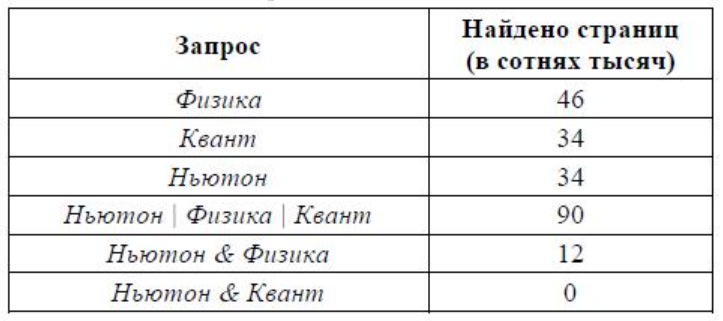 Запрос
Найдено страниц
(в сотнях тысяч)
Физика
46
Квант
34
Ньютон
34
Ньютон | Физика | Квант
90
Ньютон & Физика
12
Ньютон & Квант
0